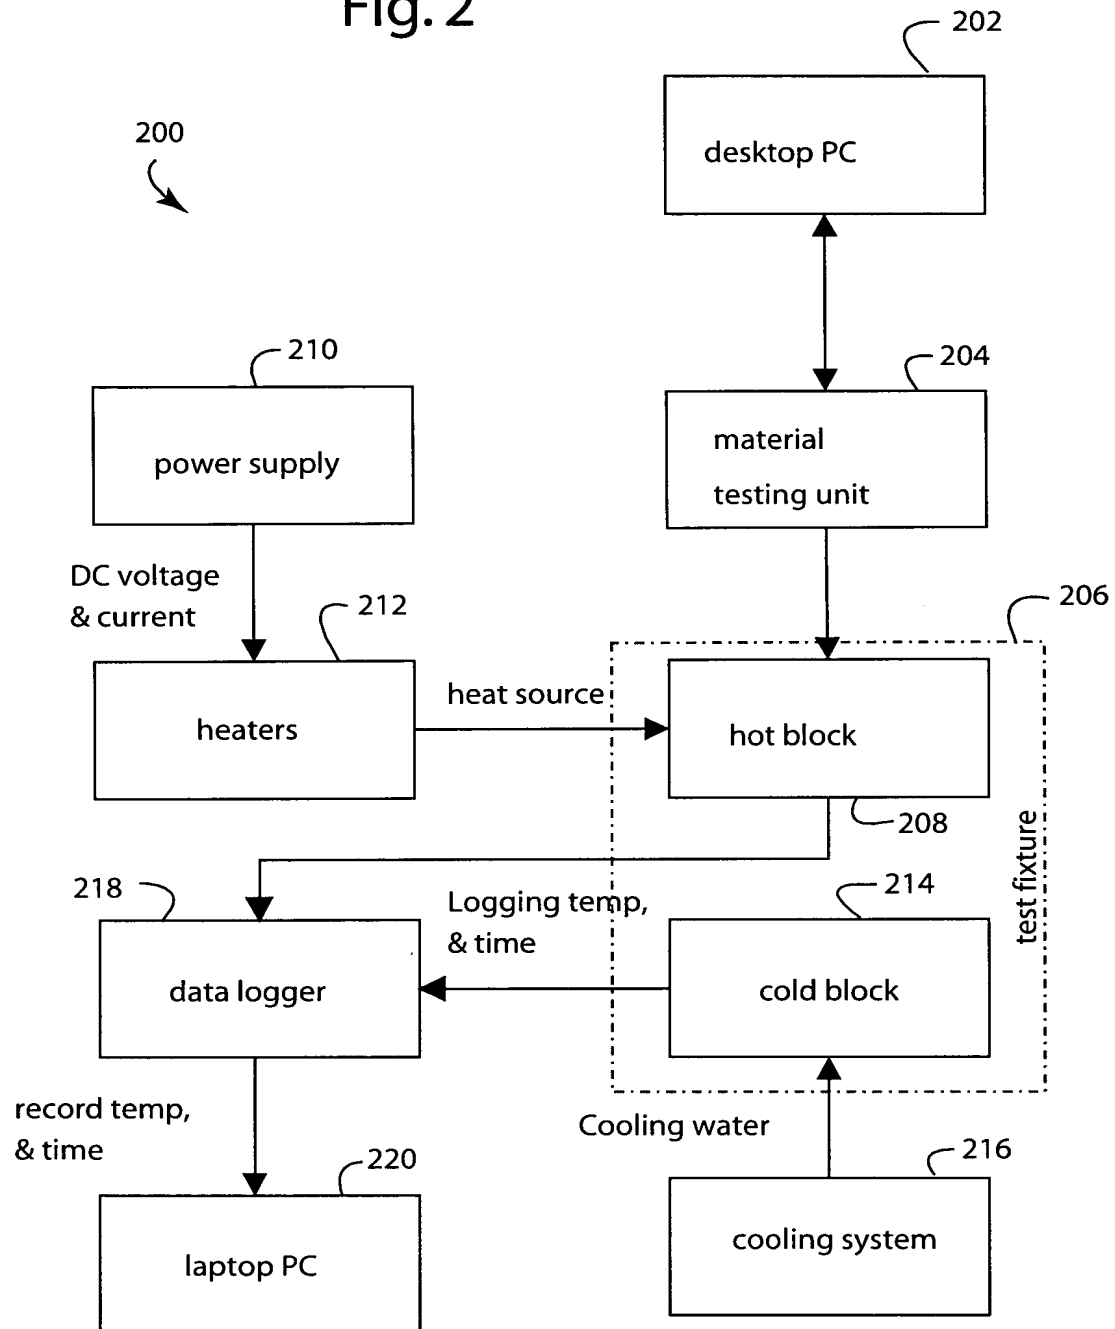 Fig. 2
202
desktop PC
200
210
power supply
204
material
testing unit
DC voltage
& current
212
206
heaters
heat source
hot block
208
test fixture
218
Logging temp,
& time
214
data logger
cold block
record temp,
& time
Cooling water
220
216
laptop PC
cooling system